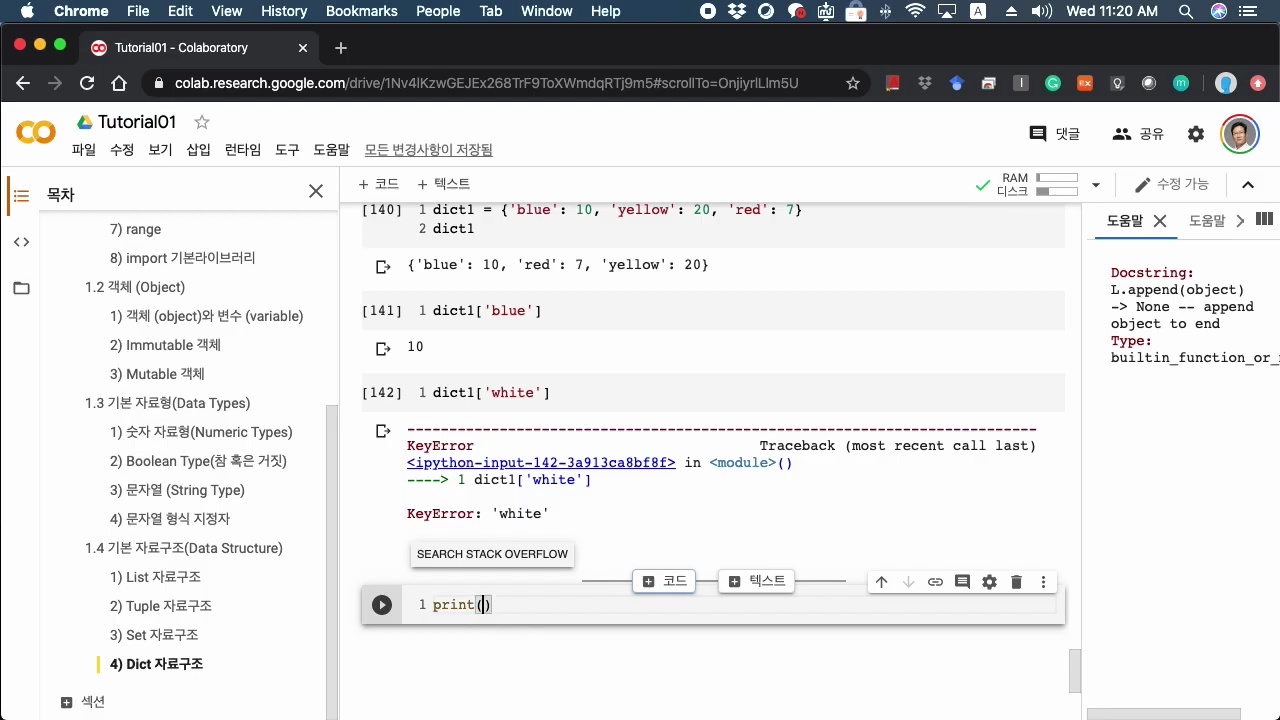 Chrome File Edit View History Bookmarks People Tab Window Help A Wed 11:20 AM
Tutorial01 - Colaboratory
colab.research.google.com/drive/1Nv4lKzwGEJEx268TrF9ToXWmdqRTj9m5#scrollTo=OnjiyrlLlm5U
Tutorial01
댓글 공유
파일 수정 보기 삽입 런타임 도구 도움말 모든 변경사항이 저장됨
목차
+ 코드 + 텍스트
RAM
디스크
수정 가능
7) range
8) import 기본라이브러리
1.2 객체 (Object)
1) 객체 (object)와 변수 (variable)
2) Immutable 객체
3) Mutable 객체
1.3 기본 자료형(Data Types)
1) 숫자 자료형(Numeric Types)
2) Boolean Type(참 혹은 거짓)
3) 문자열 (String Type)
4) 문자열 형식 지정자
1.4 기본 자료구조(Data Structure)
1) List 자료구조
2) Tuple 자료구조
3) Set 자료구조
4) Dict 자료구조
섹션
[140] 1 dict1 = {'blue': 10, 'yellow': 20, 'red': 7}
2 dict1
{'blue': 10, 'red': 7, 'yellow': 20}
[141] 1 dict1['blue']
10
[142] 1 dict1['white']
---------------------------------------------------------------------------
KeyError Traceback (most recent call last)
<ipython-input-142-3a913ca8bf8f> in <module>()
----> 1 dict1['white']
KeyError: 'white'
SEARCH STACK OVERFLOW
코드 텍스트
1 print()
도움말 도움말
Docstring:
L.append(object)
-> None -- append
object to end
Type:
builtin_function_or_